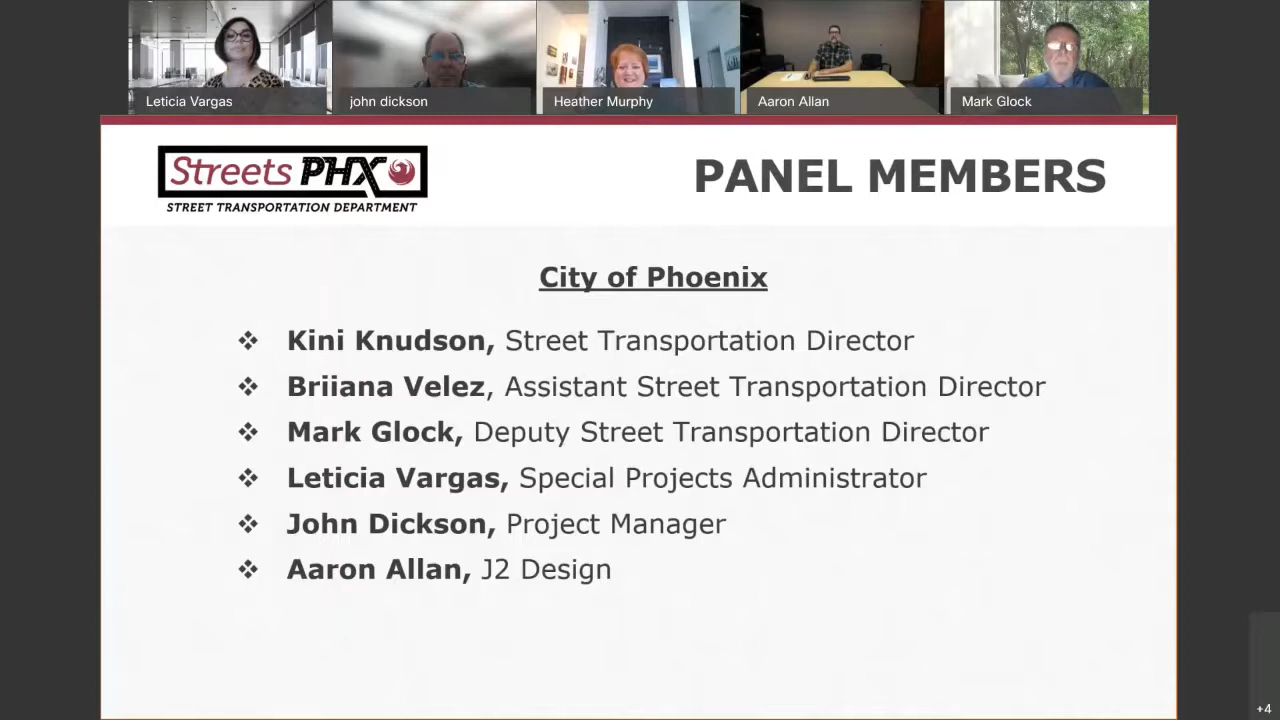 Leticia Vargas
john dickson
Heather Murphy
Aaron Allan
Mark Glock
Streets PHX
STREET TRANSPORTATION DEPARTMENT
PANEL MEMBERS
City of Phoenix
❖ Kini Knudson, Street Transportation Director
❖ Briiana Velez, Assistant Street Transportation Director
❖ Mark Glock, Deputy Street Transportation Director
❖ Leticia Vargas, Special Projects Administrator
❖ John Dickson, Project Manager
❖ Aaron Allan, J2 Design
+4